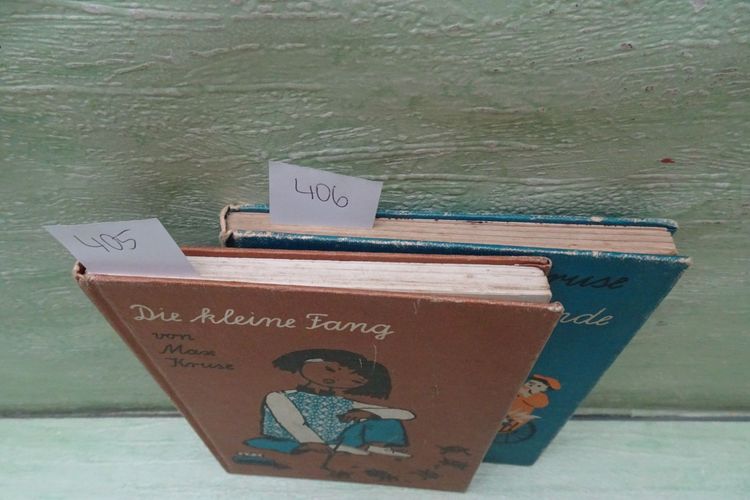 406
405
Die kleine Fang
von
Max
Kruse
ruse
nde